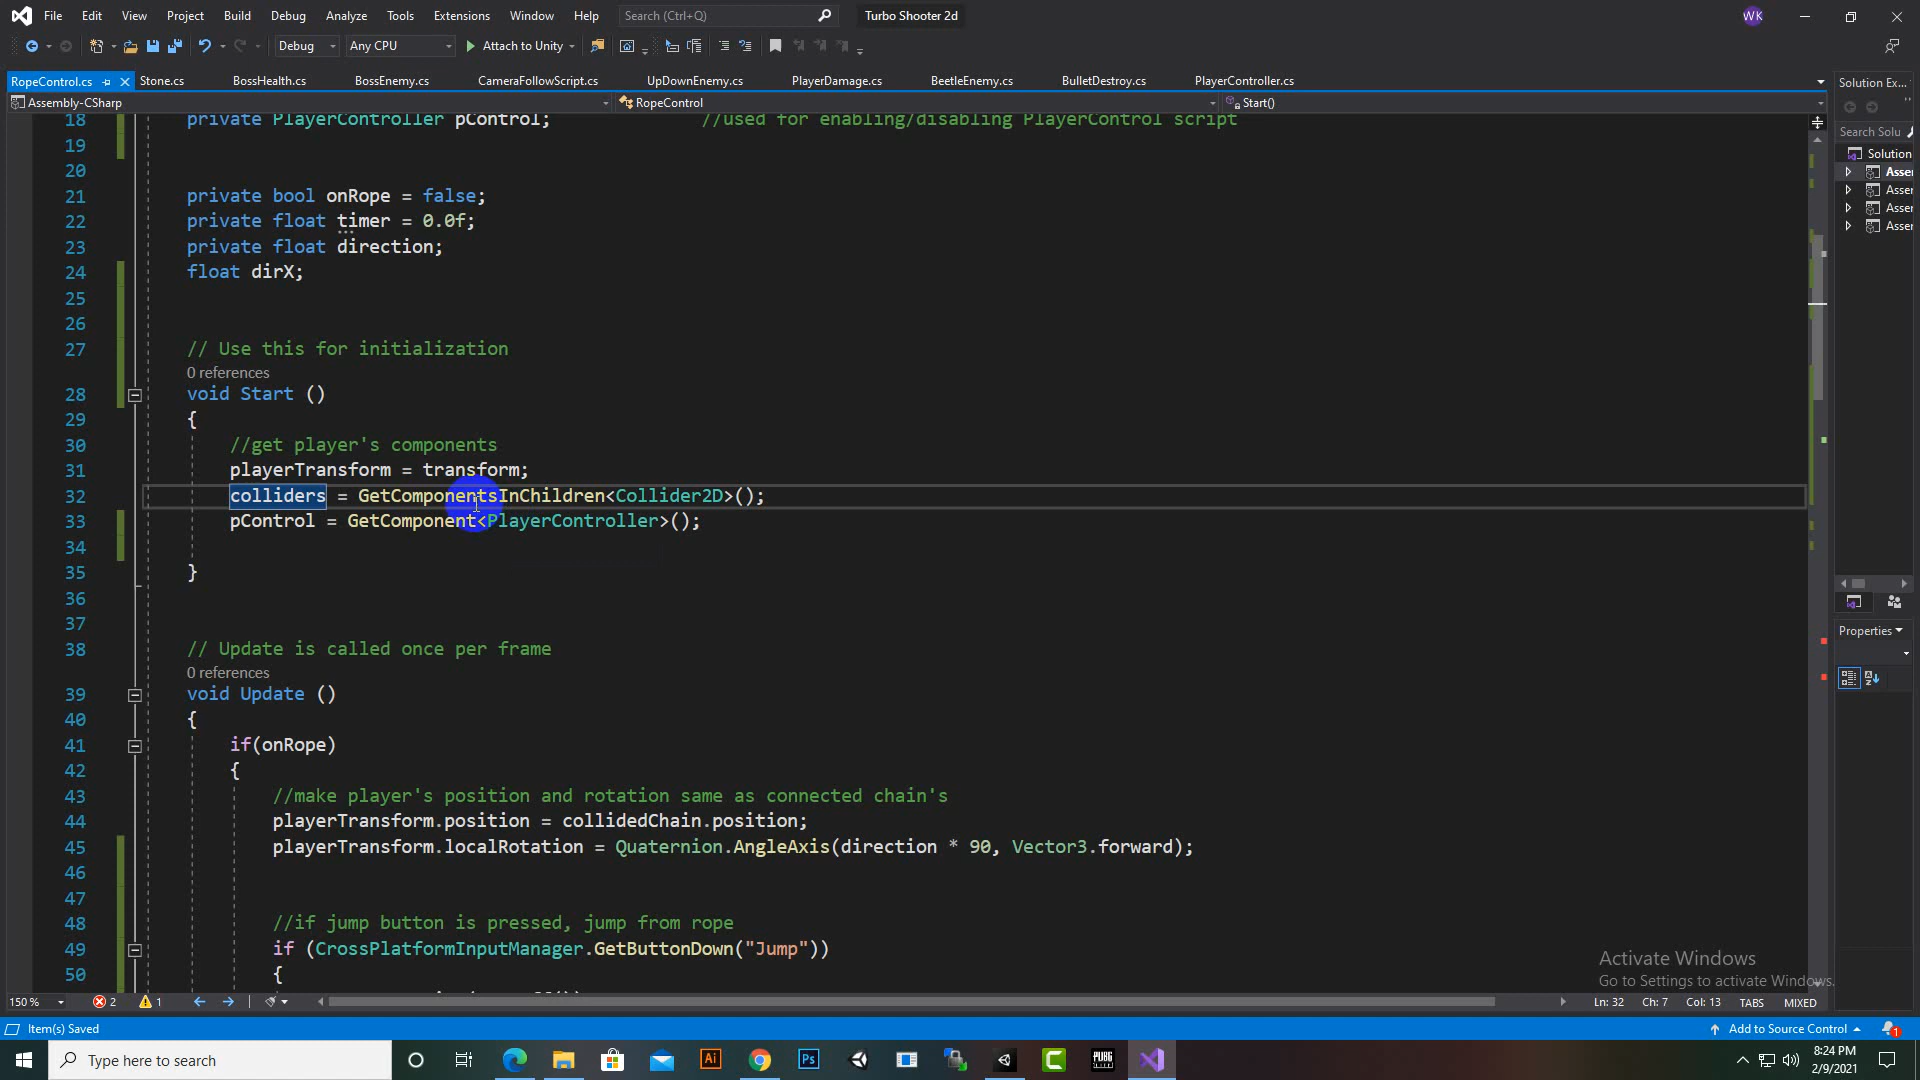 File Edit View Project Build Debug Analyze Tools Extensions Window Help Search (Ctrl+Q) Turbo Shooter 2d WK
Debug Any CPU Attach to Unity
RopeControl.cs Stone.cs BossHealth.cs BossEnemy.cs CameraFollowScript.cs UpDownEnemy.cs PlayerDamage.cs BeetleEnemy.cs BulletDestroy.cs PlayerController.cs Solution Ex...
Assembly-CSharp RopeControl Start()
18 private PlayerController pControl; //used for enabling/disabling PlayerControl script
Search Solu
19
Solution
20
Asse
21 private bool onRope = false;
Asse
22 private float timer = 0.0f;
Asse
23 private float direction;
Asse
24 float dirX;
25
26
27 // Use this for initialization
0 references
28 void Start ()
29 {
30 //get player's components
31 playerTransform = transform;
32 colliders = GetComponentsInChildren<Collider2D>();
33 pControl = GetComponent<PlayerController>();
34
35 }
36
37
Properties
38 // Update is called once per frame
0 references
39 void Update ()
40 {
41 if(onRope)
42 {
43 //make player's position and rotation same as connected chain's
44 playerTransform.position = collidedChain.position;
45 playerTransform.localRotation = Quaternion.AngleAxis(direction * 90, Vector3.forward);
46
47
48 //if jump button is pressed, jump from rope
49 if (CrossPlatformInputManager.GetButtonDown("Jump"))
50 {
Activate Windows
Go to Settings to activate Windows.
150 % 2 1 Ln: 32 Ch: 7 Col: 13 TABS MIXED
Item(s) Saved Add to Source Control 1
Type here to search Ai Ps PUBG 8:24 PM
2/9/2021